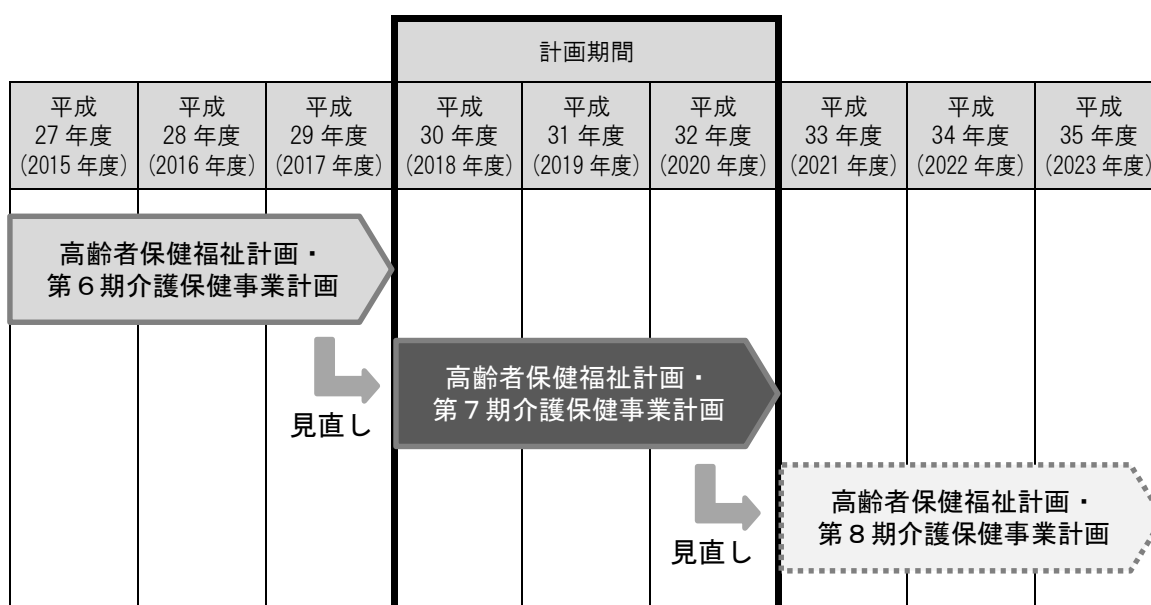 計画期間
平成
27 年度
(2015 年度)
平成
28 年度
(2016 年度)
平成
29 年度
(2017 年度)
平成
30 年度
(2018 年度)
平成
31 年度
(2019 年度)
平成
32 年度
(2020 年度)
平成
33 年度
(2021 年度)
平成
34 年度
(2022 年度)
平成
35 年度
(2023 年度)
高齢者保健福祉計画・
第６期介護保健事業計画
見直し
高齢者保健福祉計画・
第７期介護保健事業計画
見直し
高齢者保健福祉計画・
第８期介護保健事業計画